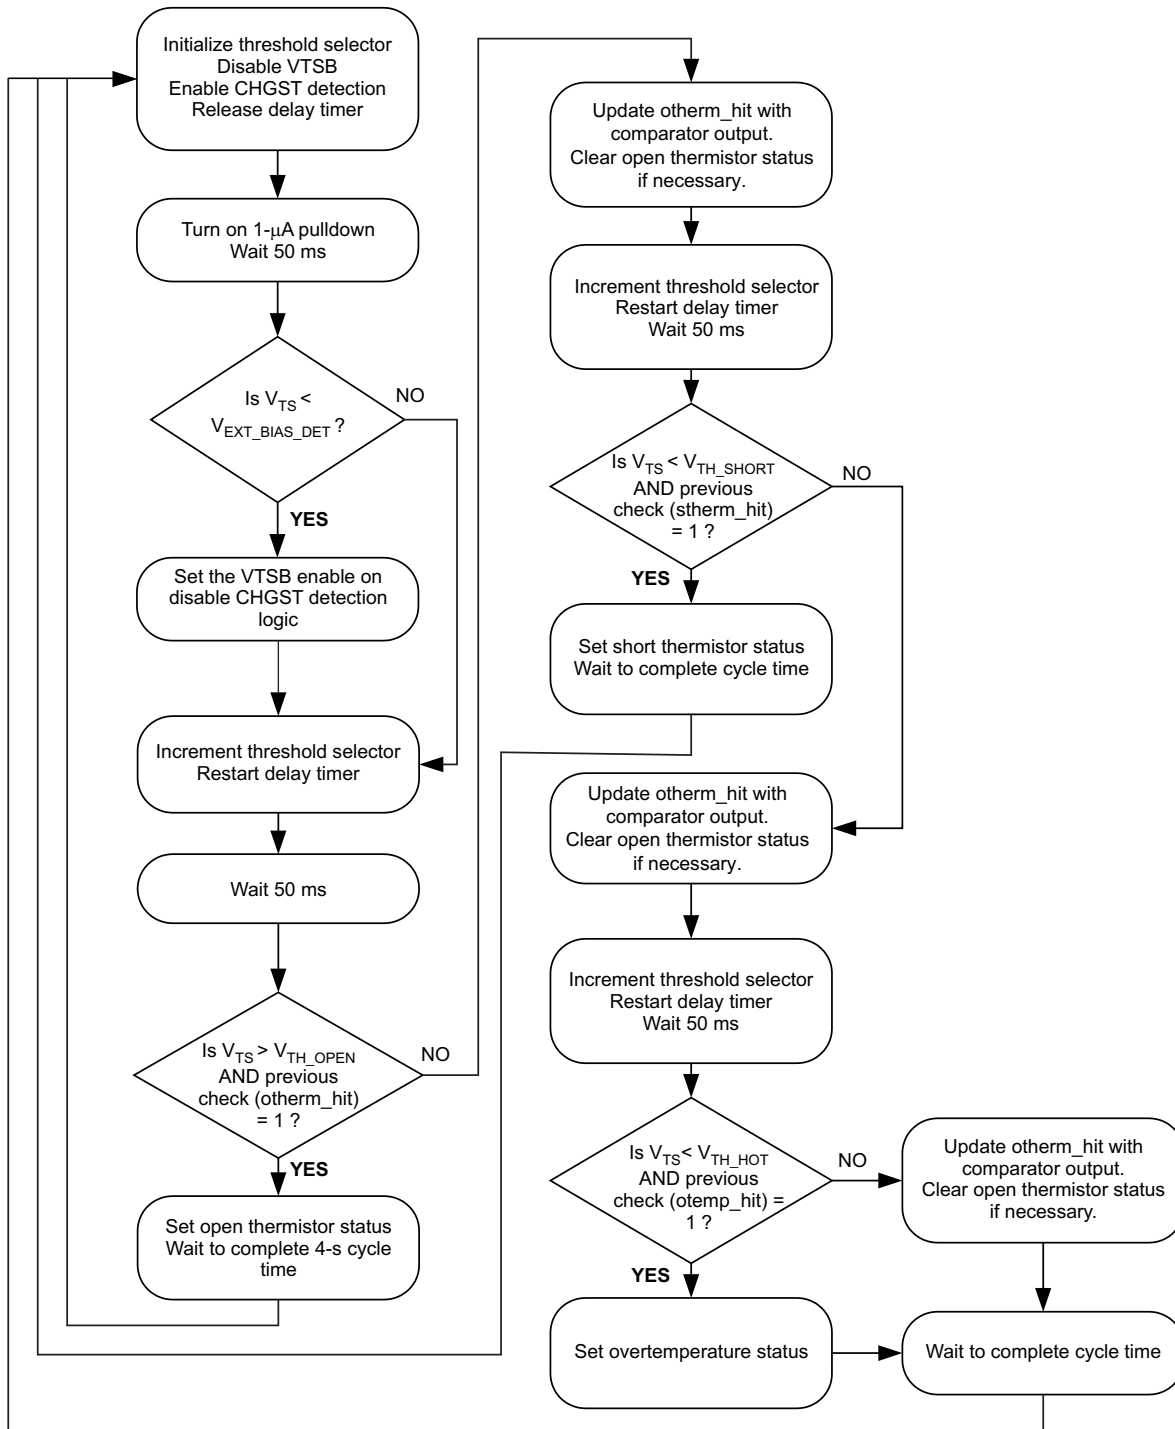 Initialize threshold selector
Disable VTSB
Enable CHGST detection
Release delay timer
Turn on 1-μA pulldown
Wait 50 ms
Is V_TS <
V_EXT_BIAS_DET ?
NO
YES
Set the VTSB enable on
disable CHGST detection
logic
Increment threshold selector
Restart delay timer
Wait 50 ms
Is V_TS > V_TH_OPEN
AND previous
check (otherm_hit)
= 1 ?
NO
YES
Set open thermistor status
Wait to complete 4-s cycle
time
Update otherm_hit with
comparator output.
Clear open thermistor status
if necessary.
Increment threshold selector
Restart delay timer
Wait 50 ms
Is V_TS < V_TH_SHORT
AND previous
check (stherm_hit)
= 1 ?
NO
YES
Set short thermistor status
Wait to complete cycle time
Update otherm_hit with
comparator output.
Clear open thermistor status
if necessary.
Increment threshold selector
Restart delay timer
Wait 50 ms
Is V_TS < V_TH_HOT
AND previous
check (otemp_hit) =
1 ?
NO
YES
Update otherm_hit with
comparator output.
Clear open thermistor status
if necessary.
Set overtemperature status
Wait to complete cycle time